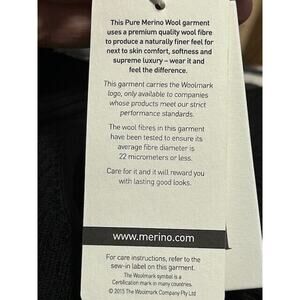 This Pure Merino Wool garment
uses a premium quality wool fibre
to produce a naturally finer feel for
next to skin comfort, softness and
supreme luxury – wear it and
feel the difference.
This garment carries the Woolmark
logo, only available to companies
whose products meet our strict
performance standards.
The wool fibres in this garment
have been tested to ensure its
average fibre diameter is
22 micrometers or less.
Care for it and it will reward you
with lasting good looks.
www.merino.com
For care instructions, refer to the
sew-in label on this garment.
The Woolmark symbol is a
Certification mark in many countries.
© 2015 The Woolmark Company Pty Ltd